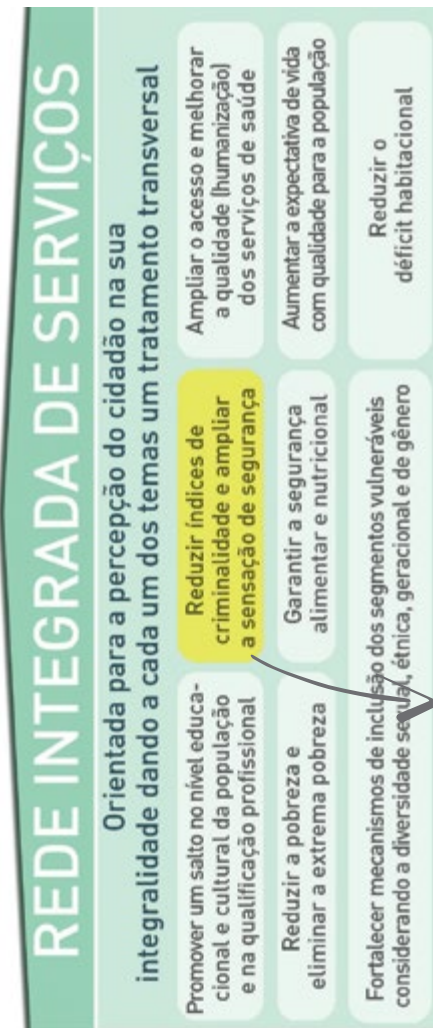 REDE INTEGRADA DE SERVIÇOS
Orientada para a percepção do cidadão na sua
integralidade dando a cada um dos temas um tratamento transversal
Promover um salto no nível educa-
cional e cultural da população
e na qualificação profissional
Reduzir índices de
criminalidade e ampliar
a sensação de segurança
Ampliar o acesso e melhorar
a qualidade (humanização)
dos serviços de saúde
Reduzir a pobreza e
eliminar a extrema pobreza
Garantir a segurança
alimentar e nutricional
Aumentar a expectativa de vida
com qualidade para a população
Fortalecer mecanismos de inclusão dos segmentos vulneráveis
considerando a diversidade sexual, étnica, geracional e de gênero
Reduzir o
déficit habitacional